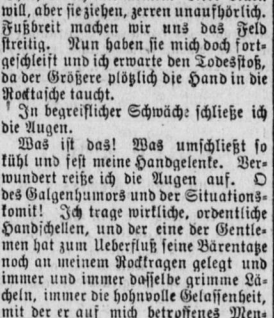 will, aber sie ziehen, zerren unaufhörlich.
Fußbreit machen wir uns das Feld
streitig. Nun haben sie mich doch fort-
geschleift und ich erwarte den Todesstoß,
da der Größere plötzlich die Hand in die
Rocktasche taucht.
In begreiflicher Schwäche schließe ich
die Augen.
Was ist das! Was umschließt so
kühl und fest meine Handgelenke. Ver-
wundert reiße ich die Augen auf. O
des Galgenhumors und der Situations-
komik! Ich trage wirkliche, ordentliche
Handschellen, und der eine der Gentle-
men hat zum Ueberfluß seine Bärentatze
noch an meinem Rockkragen gelegt und
immer und immer dasselbe grimme Lä-
cheln, immer die hohnvolle Gelassenheit,
mit der er auf mich betroffenes Men-